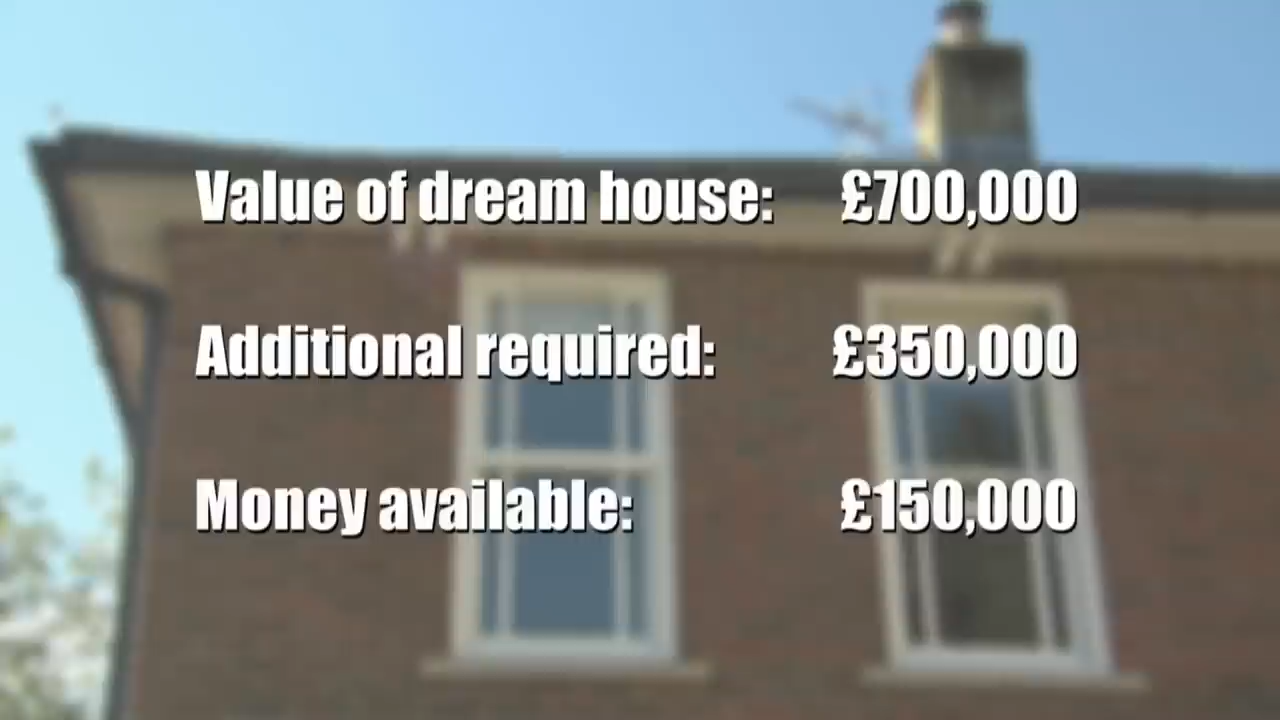 Value of dream house: £700,000
Additional required: £350,000
Money available: £150,000